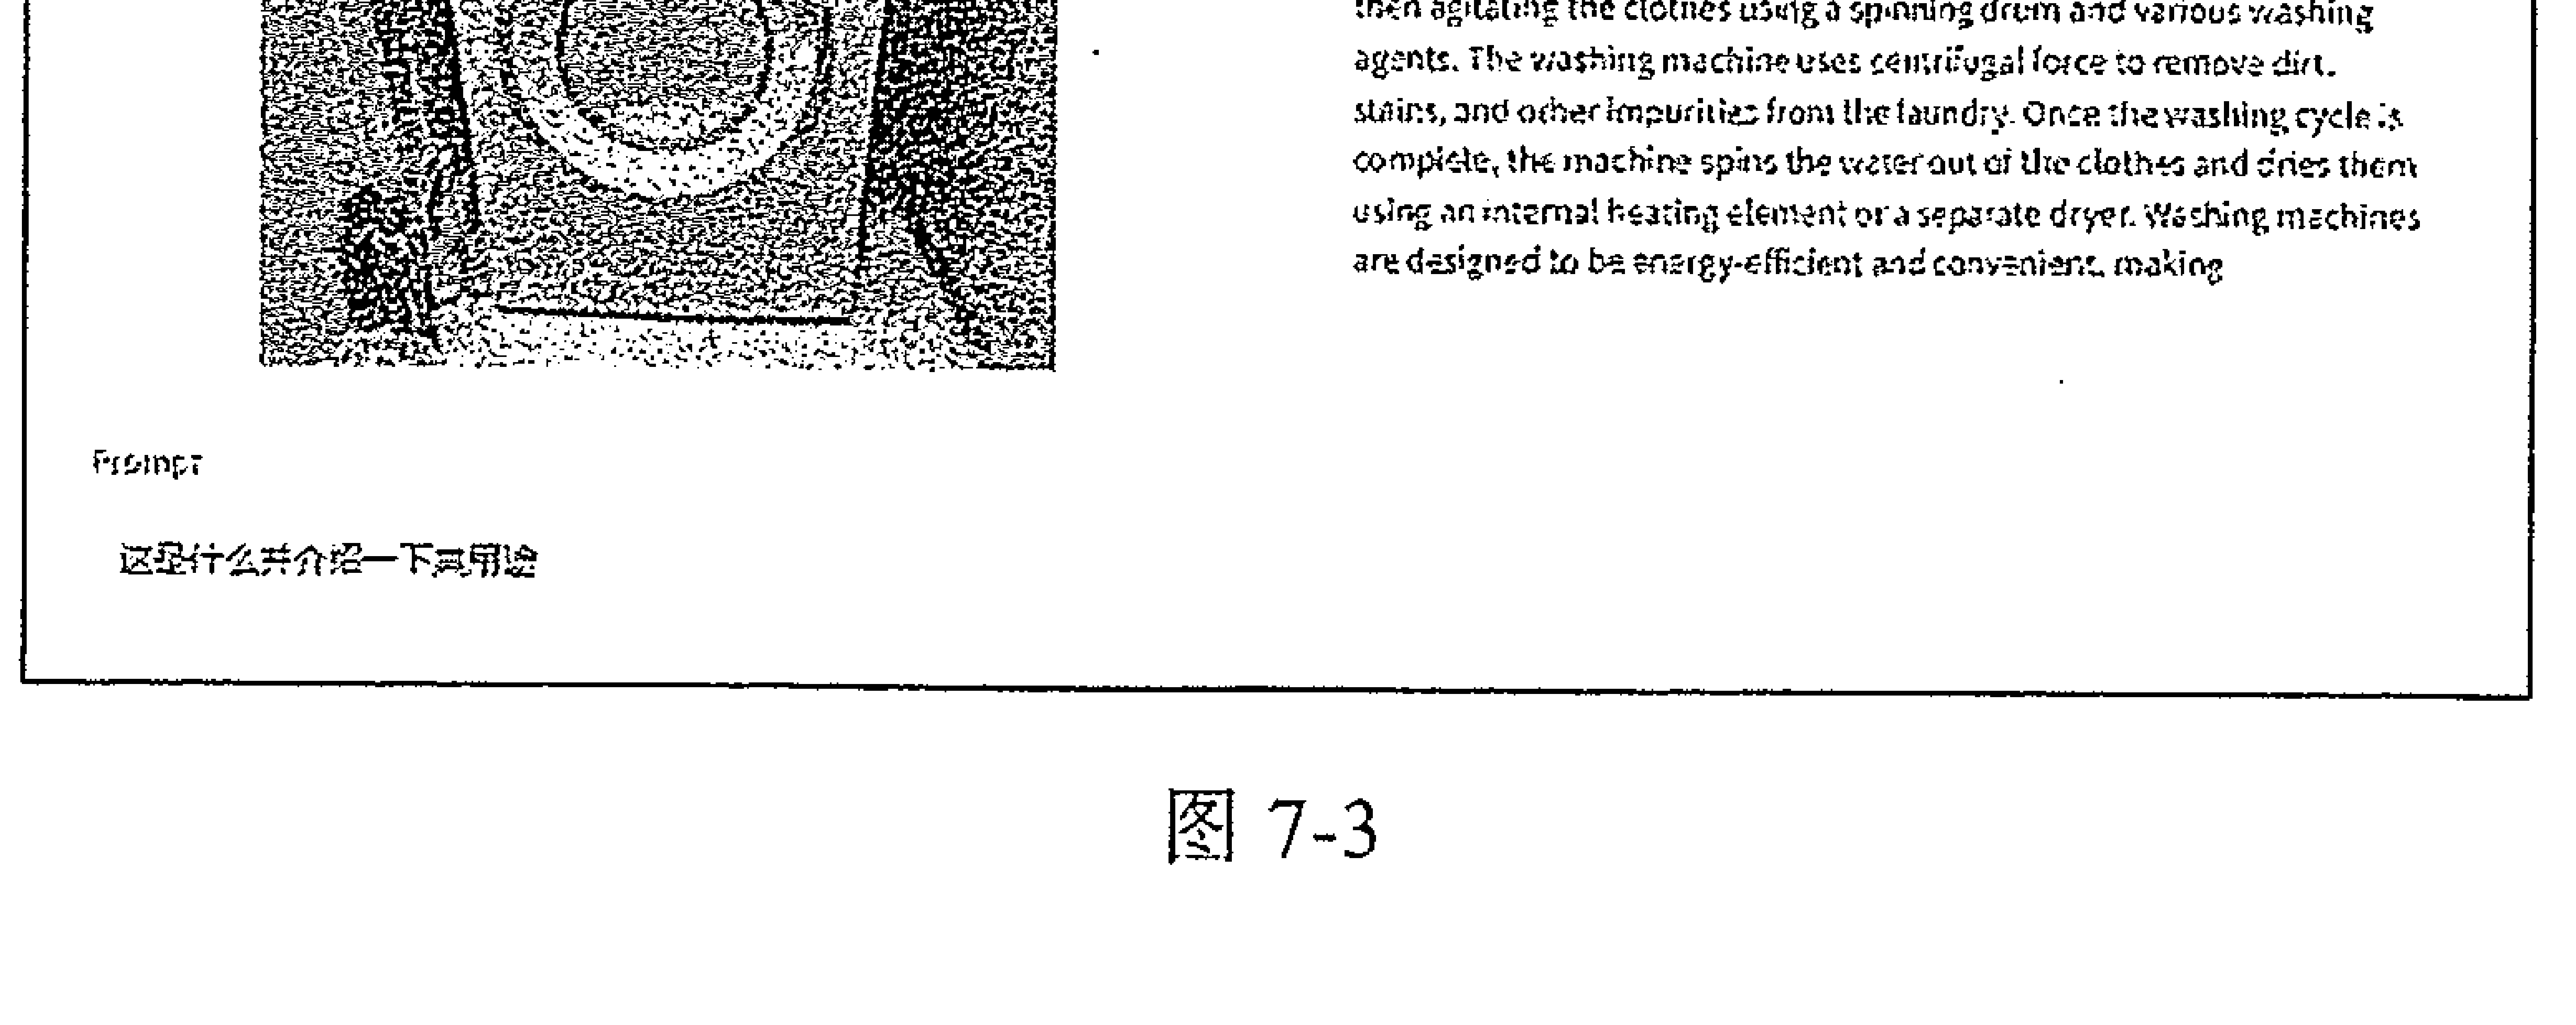 then agitating the clothes using a spinning drum and various washing
agents. The washing machine uses centrifugal force to remove dirt.
stains, and other impurities from the laundry. Once the washing cycle is
complete, the machine spins the water out of the clothes and dries them
using an internal heating element or a separate dryer. Washing machines
are designed to be energy-efficient and convenient, making
Prompt
这是什么并介绍一下其用途
图 7-3